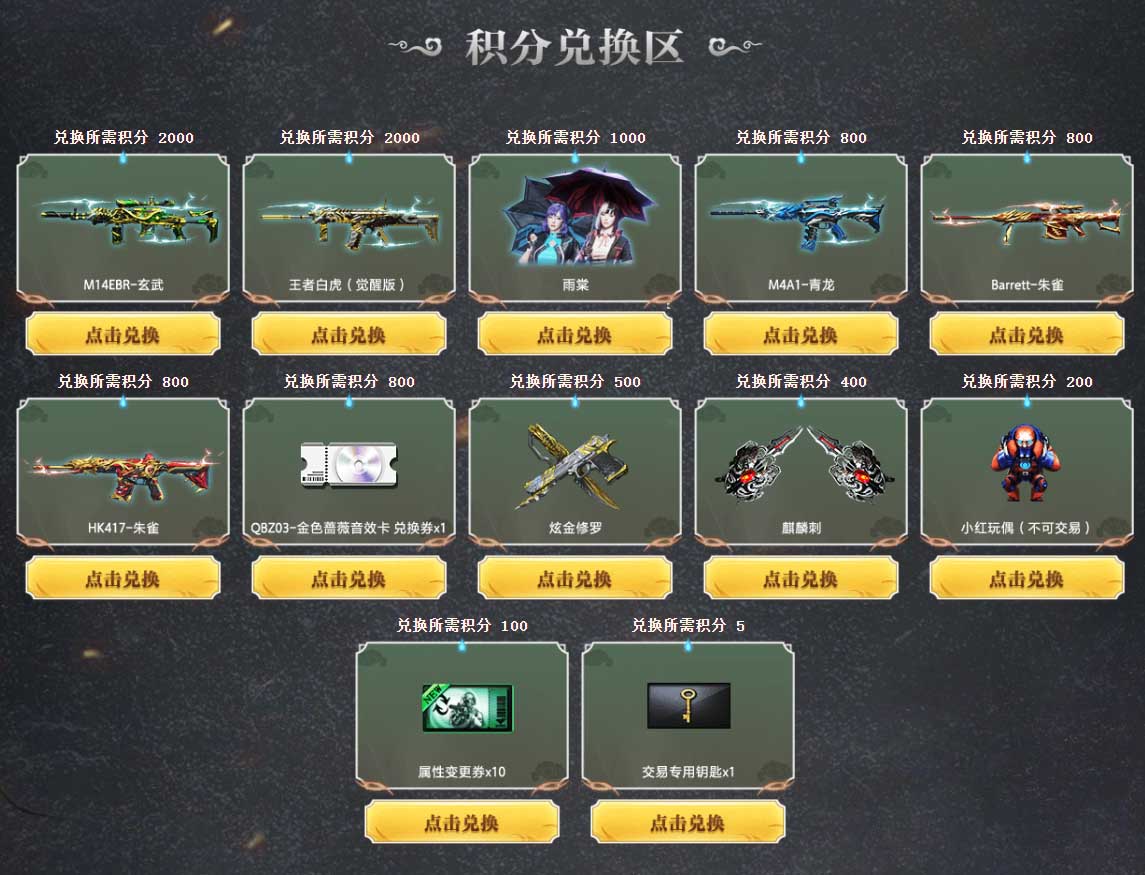 积分兑换区
兑换所需积分 2000
兑换所需积分 2000
兑换所需积分 1000
兑换所需积分 800
兑换所需积分 800
M14EBR-玄武
王者白虎（觉醒版）
雨棠
M4A1-青龙
Barrett-朱雀
点击兑换
点击兑换
点击兑换
点击兑换
点击兑换
兑换所需积分 800
兑换所需积分 800
兑换所需积分 500
兑换所需积分 400
兑换所需积分 200
HK417-朱雀
QBZ03-金色蔷薇音效卡 兑换券x1
炫金修罗
麒麟刺
小红玩偶（不可交易）
点击兑换
点击兑换
点击兑换
点击兑换
点击兑换
兑换所需积分 100
兑换所需积分 5
NEW
属性变更券x10
交易专用钥匙x1
点击兑换
点击兑换